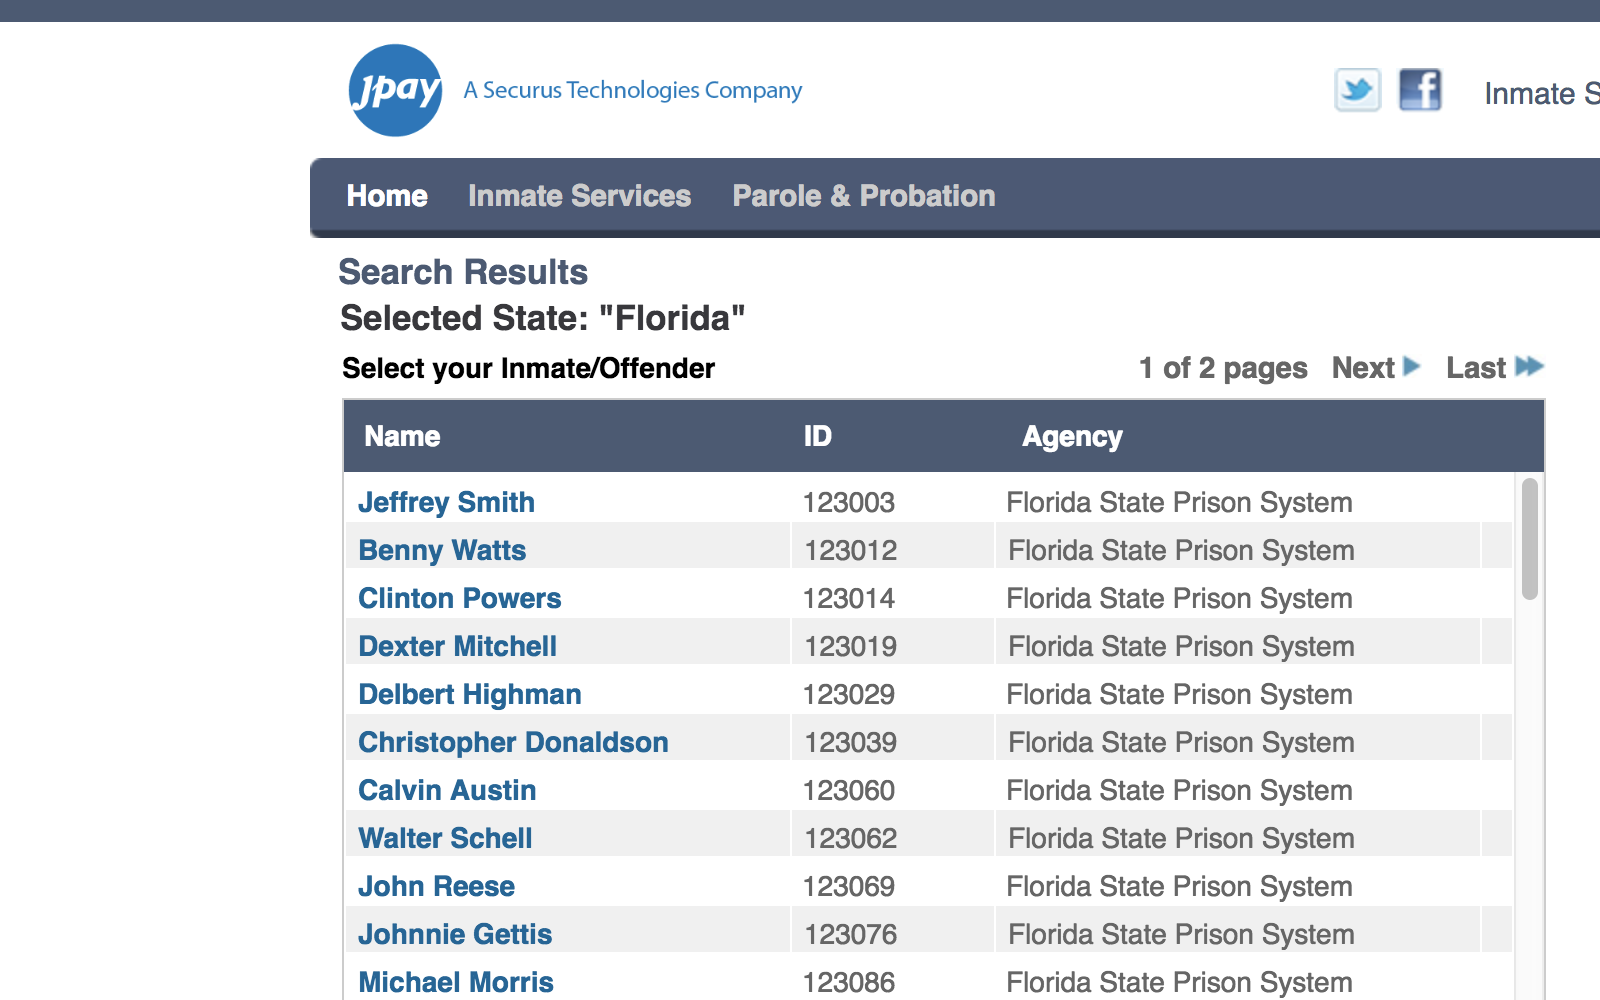 jpay A Securus Technologies Company
Inmate S
Home Inmate Services Parole & Probation
Search Results
Selected State: "Florida"
Select your Inmate/Offender 1 of 2 pages Next Last
Name ID Agency
Jeffrey Smith 123003 Florida State Prison System
Benny Watts 123012 Florida State Prison System
Clinton Powers 123014 Florida State Prison System
Dexter Mitchell 123019 Florida State Prison System
Delbert Highman 123029 Florida State Prison System
Christopher Donaldson 123039 Florida State Prison System
Calvin Austin 123060 Florida State Prison System
Walter Schell 123062 Florida State Prison System
John Reese 123069 Florida State Prison System
Johnnie Gettis 123076 Florida State Prison System
Michael Morris 123086 Florida State Prison System